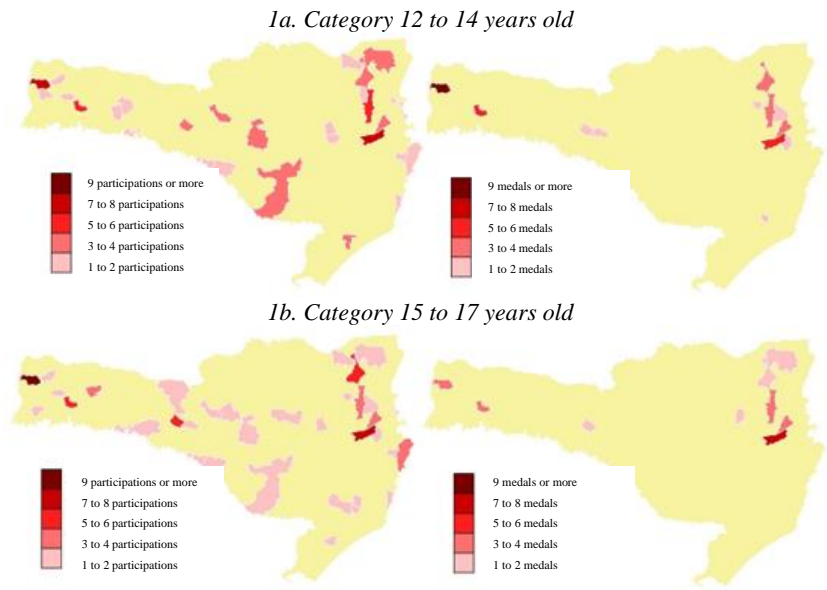 1a. Category 12 to 14 years old
9 participations or more
7 to 8 participations
5 to 6 participations
3 to 4 participations
1 to 2 participations
9 medals or more
7 to 8 medals
5 to 6 medals
3 to 4 medals
1 to 2 medals
1b. Category 15 to 17 years old
9 participations or more
7 to 8 participations
5 to 6 participations
3 to 4 participations
1 to 2 participations
9 medals or more
7 to 8 medals
5 to 6 medals
3 to 4 medals
1 to 2 medals